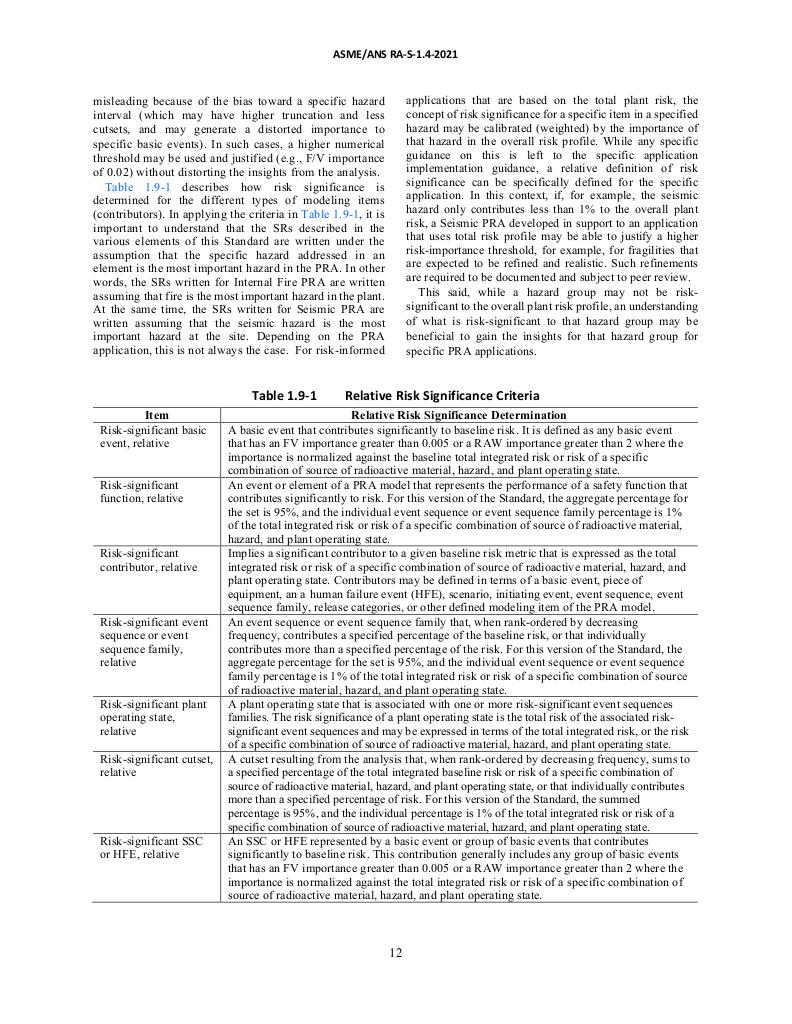 ASME/ANS RA-S-1.4-2021
misleading because of the bias toward a specific hazard
interval (which may have higher truncation and less
cutsets, and may generate a distorted importance to
specific basic events). In such cases, a higher numerical
threshold may be used and justified (e.g., F/V importance
of 0.02) without distorting the insights from the analysis.
Table 1.9-1 describes how risk significance is
determined for the different types of modeling items
(contributors). In applying the criteria in Table 1.9-1, it is
important to understand that the SRs described in the
various elements of this Standard are written under the
assumption that the specific hazard addressed in an
element is the most important hazard in the PRA. In other
words, the SRs written for Internal Fire PRA are written
assuming that fire is the most important hazard in the plant.
At the same time, the SRs written for Seismic PRA are
written assuming that the seismic hazard is the most
important hazard at the site. Depending on the PRA
application, this is not always the case. For risk-informed
applications that are based on the total plant risk, the
concept of risk significance for a specific item in a specified
hazard may be calibrated (weighted) by the importance of
that hazard in the overall risk profile. While any specific
guidance on this is left to the specific application
implementation guidance, a relative definition of risk
significance can be specifically defined for the specific
application. In this context, if, for example, the seismic
hazard only contributes less than 1% to the overall plant
risk, a Seismic PRA developed in support to an application
that uses total risk profile may be able to justify a higher
risk-importance threshold, for example, for fragilities that
are expected to be refined and realistic. Such refinements
are required to be documented and subject to peer review.
This said, while a hazard group may not be risk-
significant to the overall plant risk profile, an understanding
of what is risk-significant to that hazard group may be
beneficial to gain the insights for that hazard group for
specific PRA applications.
Table 1.9-1 Relative Risk Significance Criteria
Item Relative Risk Significance Determination
Risk-significant basic
event, relative
A basic event that contributes significantly to baseline risk. It is defined as any basic event
that has an FV importance greater than 0.005 or a RAW importance greater than 2 where the
importance is normalized against the baseline total integrated risk or risk of a specific
combination of source of radioactive material, hazard, and plant operating state.
Risk-significant
function, relative
An event or element of a PRA model that represents the performance of a safety function that
contributes significantly to risk. For this version of the Standard, the aggregate percentage for
the set is 95%, and the individual event sequence or event sequence family percentage is 1%
of the total integrated risk or risk of a specific combination of source of radioactive material,
hazard, and plant operating state.
Risk-significant
contributor, relative
Implies a significant contributor to a given baseline risk metric that is expressed as the total
integrated risk or risk of a specific combination of source of radioactive material, hazard, and
plant operating state. Contributors may be defined in terms of a basic event, piece of
equipment, an a human failure event (HFE), scenario, initiating event, event sequence, event
sequence family, release categories, or other defined modeling item of the PRA model.
Risk-significant event
sequence or event
sequence family,
relative
An event sequence or event sequence family that, when rank-ordered by decreasing
frequency, contributes a specified percentage of the baseline risk, or that individually
contributes more than a specified percentage of the risk. For this version of the Standard, the
aggregate percentage for the set is 95%, and the individual event sequence or event sequence
family percentage is 1% of the total integrated risk or risk of a specific combination of source
of radioactive material, hazard, and plant operating state.
Risk-significant plant
operating state,
relative
A plant operating state that is associated with one or more risk-significant event sequences
families. The risk significance of a plant operating state is the total risk of the associated risk-
significant event sequences and may be expressed in terms of the total integrated risk, or the risk
of a specific combination of source of radioactive material, hazard, and plant operating state.
Risk-significant cutset,
relative
A cutset resulting from the analysis that, when rank-ordered by decreasing frequency, sums to
a specified percentage of the total integrated baseline risk or risk of a specific combination of
source of radioactive material, hazard, and plant operating state, or that individually contributes
more than a specified percentage of risk. For this version of the Standard, the summed
percentage is 95%, and the individual percentage is 1% of the total integrated risk or risk of a
specific combination of source of radioactive material, hazard, and plant operating state.
Risk-significant SSC
or HFE, relative
An SSC or HFE represented by a basic event or group of basic events that contributes
significantly to baseline risk. This contribution generally includes any group of basic events
that has an FV importance greater than 0.005 or a RAW importance greater than 2 where the
importance is normalized against the total integrated risk or risk of a specific combination of
source of radioactive material, hazard, and plant operating state.
12